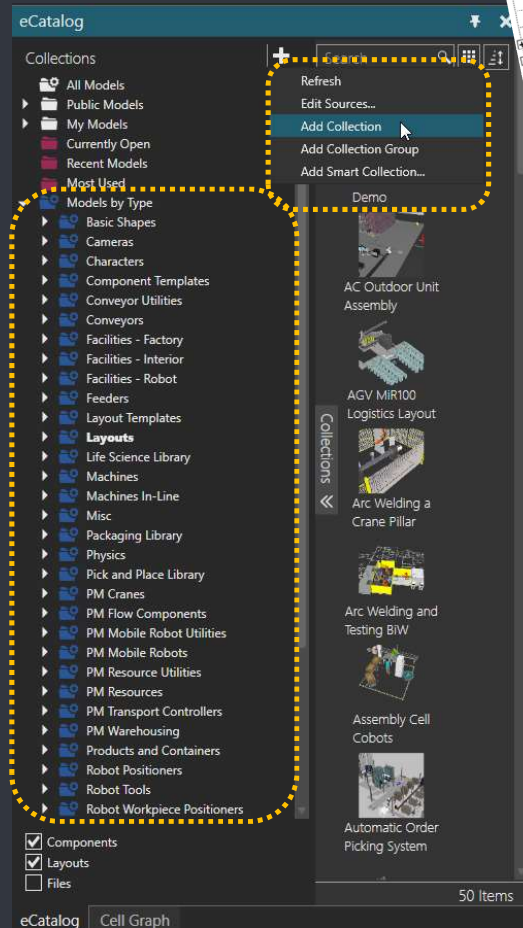 eCatalog
Collections
Search
Refresh
Edit Sources...
Add Collection
Add Collection Group
Add Smart Collection...
All Models
Public Models
My Models
Currently Open
Recent Models
Most Used
Models by Type
Basic Shapes
Cameras
Characters
Component Templates
Conveyor Utilities
Conveyors
Facilities - Factory
Facilities - Interior
Facilities - Robot
Feeders
Layout Templates
Layouts
Life Science Library
Machines
Machines In-Line
Misc
Packaging Library
Physics
Pick and Place Library
PM Cranes
PM Flow Components
PM Mobile Robot Utilities
PM Mobile Robots
PM Resource Utilities
PM Resources
PM Transport Controllers
PM Warehousing
Products and Containers
Robot Positioners
Robot Tools
Robot Workpiece Positioners
Components
Layouts
Files
Collections
Demo
AC Outdoor Unit
Assembly
AGV MiR100
Logistics Layout
Arc Welding a
Crane Pillar
Arc Welding and
Testing BiW
Assembly Cell
Cobots
Automatic Order
Picking System
50 Items
eCatalog
Cell Graph